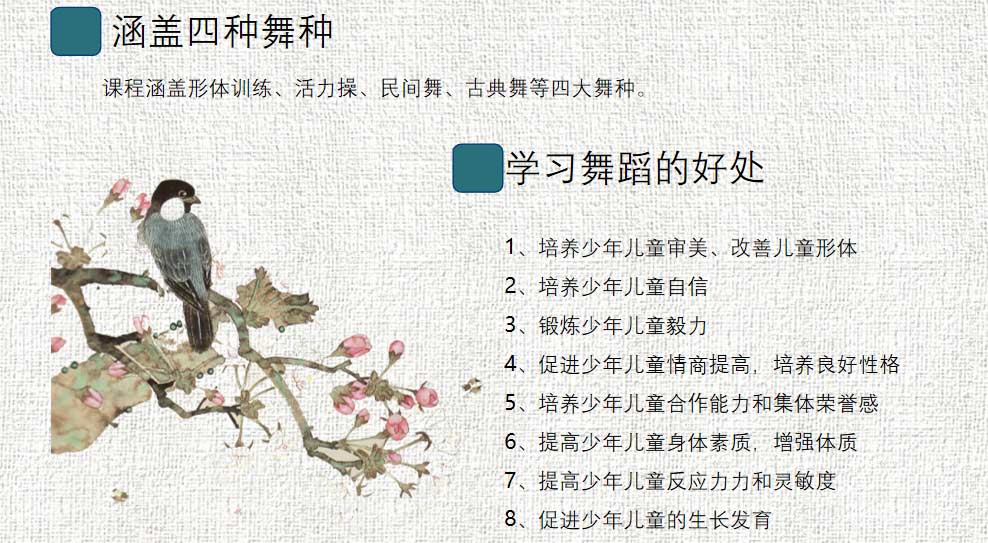 涵盖四种舞种
课程涵盖形体训练、活力操、民间舞、古典舞等四大舞种。
学习舞蹈的好处
1、培养少年儿童审美、改善儿童形体
2、培养少年儿童自信
3、锻炼少年儿童毅力
4、促进少年儿童情商提高，培养良好性格
5、培养少年儿童合作能力和集体荣誉感
6、提高少年儿童身体素质，增强体质
7、提高少年儿童反应力力和灵敏度
8、促进少年儿童的生长发育